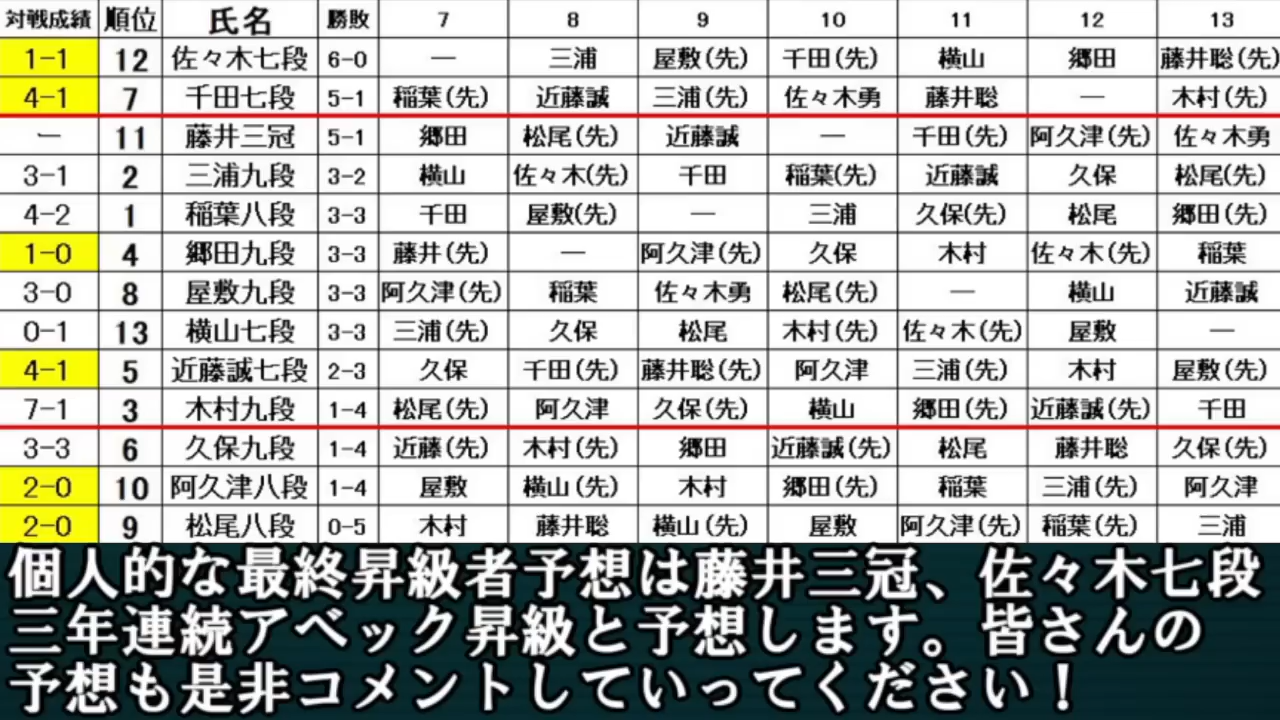 対戦成績 順位 氏名 勝敗 7 8 9 10 11 12 13
1-1 12 佐々木七段 6-0 — 三浦 屋敷(先) 千田(先) 横山 郷田 藤井聡(先)
4-1 7 千田七段 5-1 稲葉(先) 近藤誠 三浦(先) 佐々木勇 藤井聡 — 木村(先)
— 11 藤井三冠 5-1 郷田 松尾(先) 近藤誠 — 千田(先) 阿久津(先) 佐々木勇
3-1 2 三浦九段 3-2 横山 佐々木(先) 千田 稲葉(先) 近藤誠 久保 松尾(先)
4-2 1 稲葉八段 3-3 千田 屋敷(先) — 三浦 久保(先) 松尾 郷田(先)
1-0 4 郷田九段 3-3 藤井(先) — 阿久津(先) 久保 木村 佐々木(先) 稲葉
3-0 8 屋敷九段 3-3 阿久津(先) 稲葉 佐々木勇 松尾(先) — 横山 近藤誠
0-1 13 横山七段 3-3 三浦(先) 久保 松尾 木村(先) 佐々木(先) 屋敷 —
4-1 5 近藤誠七段 2-3 久保 千田(先) 藤井聡(先) 阿久津 三浦(先) 木村 屋敷(先)
7-1 3 木村九段 1-4 松尾(先) 阿久津 久保(先) 横山 郷田(先) 近藤誠(先) 千田
3-3 6 久保九段 1-4 近藤(先) 木村(先) 郷田 近藤誠(先) 松尾 藤井聡 久保(先)
2-0 10 阿久津八段 1-4 屋敷 横山(先) 木村 郷田(先) 稲葉 三浦(先) 阿久津
2-0 9 松尾八段 0-5 木村 藤井聡 横山(先) 屋敷 阿久津(先) 稲葉(先) 三浦
個人的な最終昇級者予想は藤井三冠、佐々木七段
三年連続アベック昇級と予想します。皆さんの
予想も是非コメントしていってください！